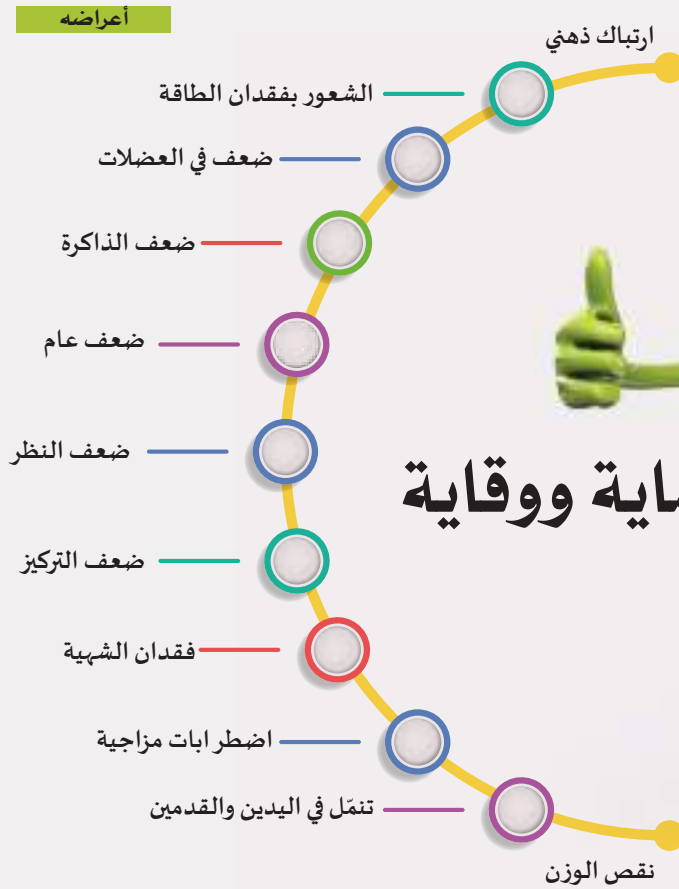 أعراضه
ارتباك ذهني
الشعور بفقدان الطاقة
ضعف في العضلات
ضعف الذاكرة
ضعف عام
ضعف النظر
ووقاية
ضعف التركيز
فقدان الشهية
اضطر ابات مزاجية
تنمّل في اليدين والقدمين
نقص الوزن